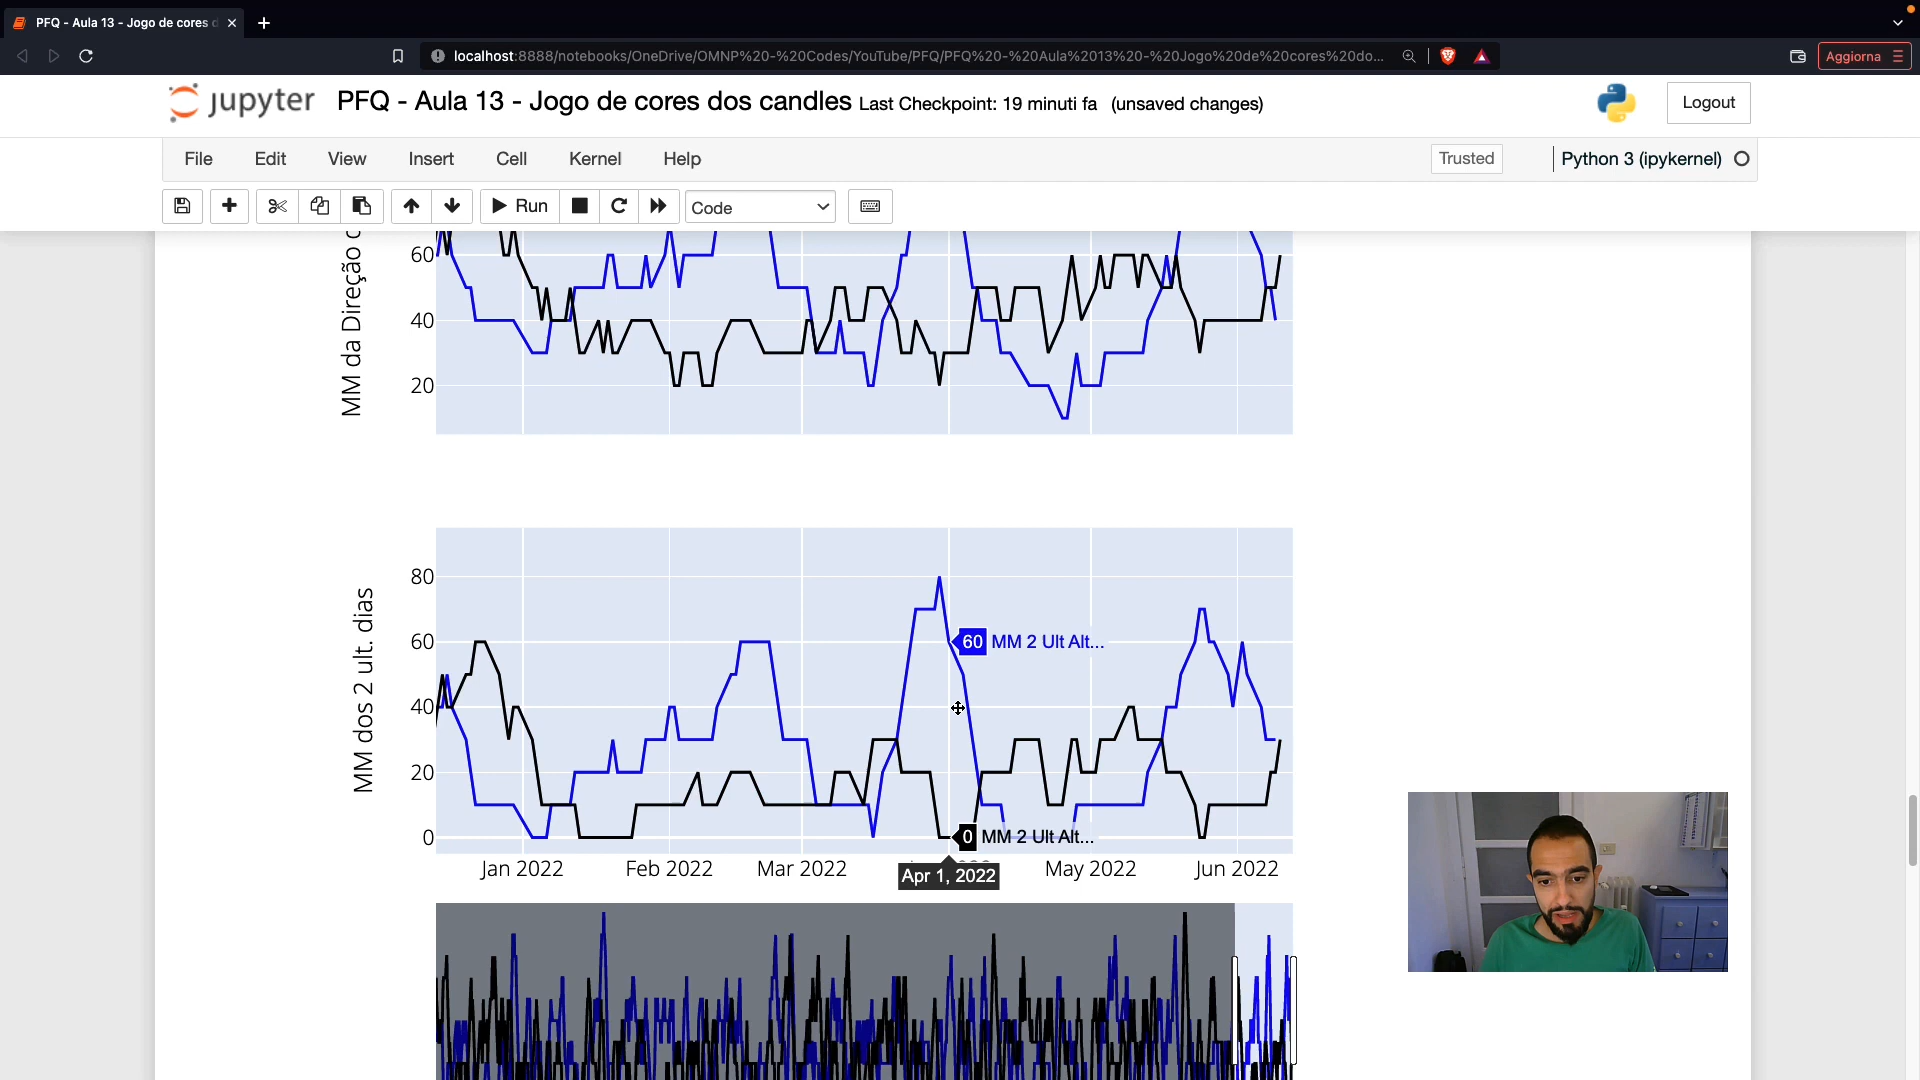 PFQ - Aula 13 - Jogo de cores d
localhost:8888/notebooks/OneDrive/OMNP%20-%20Codes/YouTube/PFQ/PFQ%20-%20Aula%2013%20-%20Jogo%20de%20cores%20do...
Aggiorna
jupyter PFQ - Aula 13 - Jogo de cores dos candles Last Checkpoint: 19 minuti fa (unsaved changes)
Logout
File Edit View Insert Cell Kernel Help
Trusted
Python 3 (ipykernel)
Run
Code
MM da Direção
60
40
20
MM dos 2 ult. dias
80
60
40
20
0
60 MM 2 Ult Alt...
0 MM 2 Ult Alt...
Jan 2022 Feb 2022 Mar 2022 Apr 1, 2022 May 2022 Jun 2022